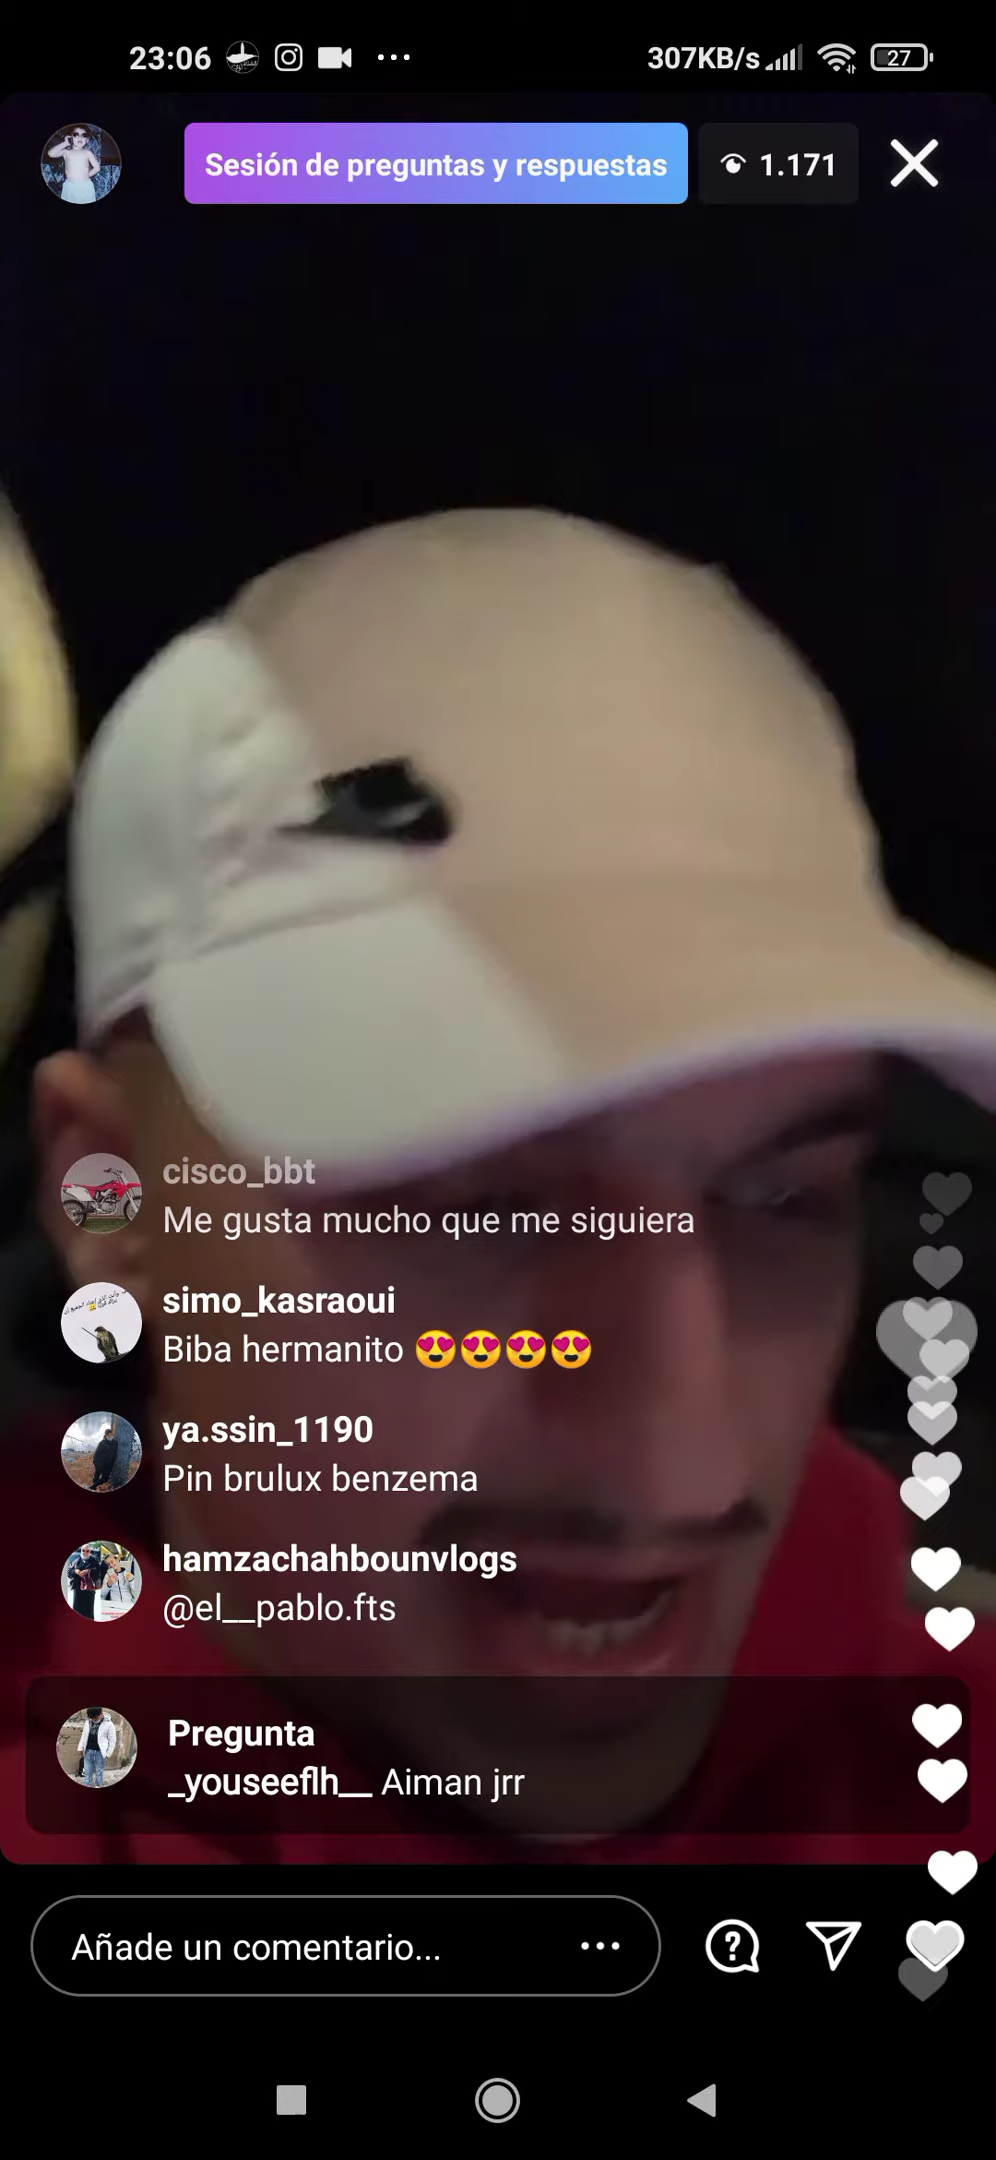 23:06
307KB/s
27
Sesión de preguntas y respuestas
1.171
cisco_bbt
Me gusta mucho que me siguiera
simo_kasraoui
Biba hermanito 😍😍😍😍
ya.ssin_1190
Pin brulux benzema
hamzachahbounvlogs
@el__pablo.fts
Pregunta
_youseeflh__ Aiman jrr
Añade un comentario...